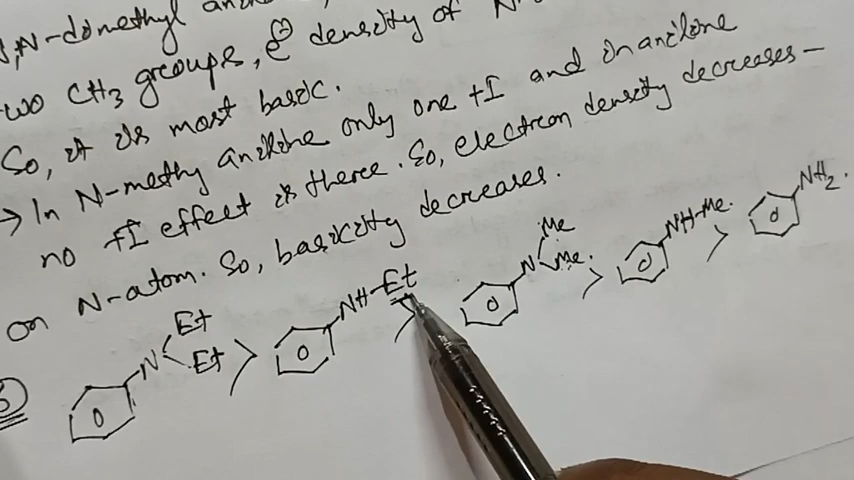 N-dimethyl
two CH3 groups, e⊖ density of N
So, it is most basic.
→ In N-methy aniline only one +I and in aniline
no +I effect is there. So, electron density decreases –
on N-atom. So, basicity decreases.
N Et Et > NH-Et > N Me Me. > NH-Me. > NH2.